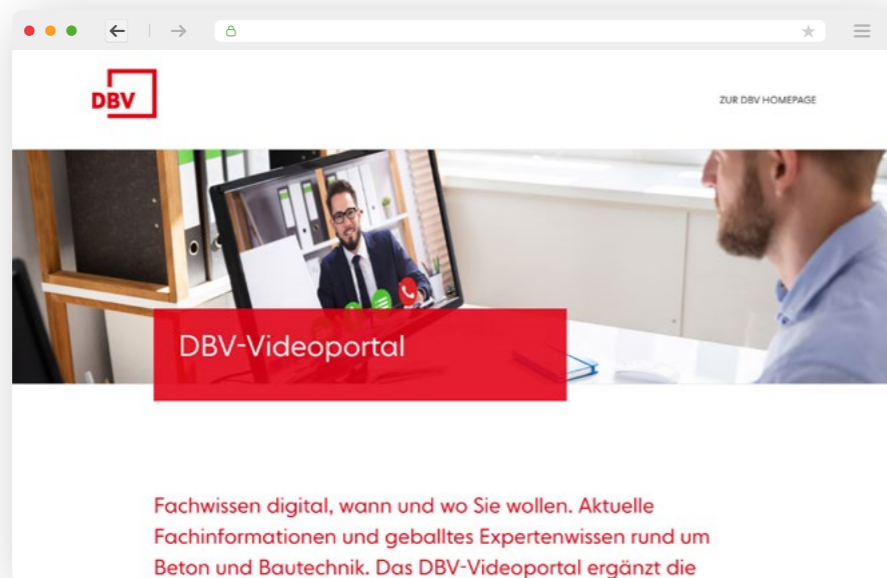 DBV
ZUR DBV HOMEPAGE
DBV-Videoportal
Fachwissen digital, wann und wo Sie wollen. Aktuelle
Fachinformationen und geballtes Expertenwissen rund um
Beton und Bautechnik. Das DBV-Videoportal ergänzt die